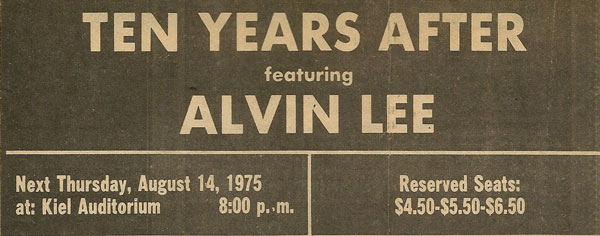 TEN YEARS AFTER
featuring
ALVIN LEE
Next Thursday, August 14, 1975
at: Kiel Auditorium 8:00 p.m.
Reserved Seats:
$4.50-$5.50-$6.50